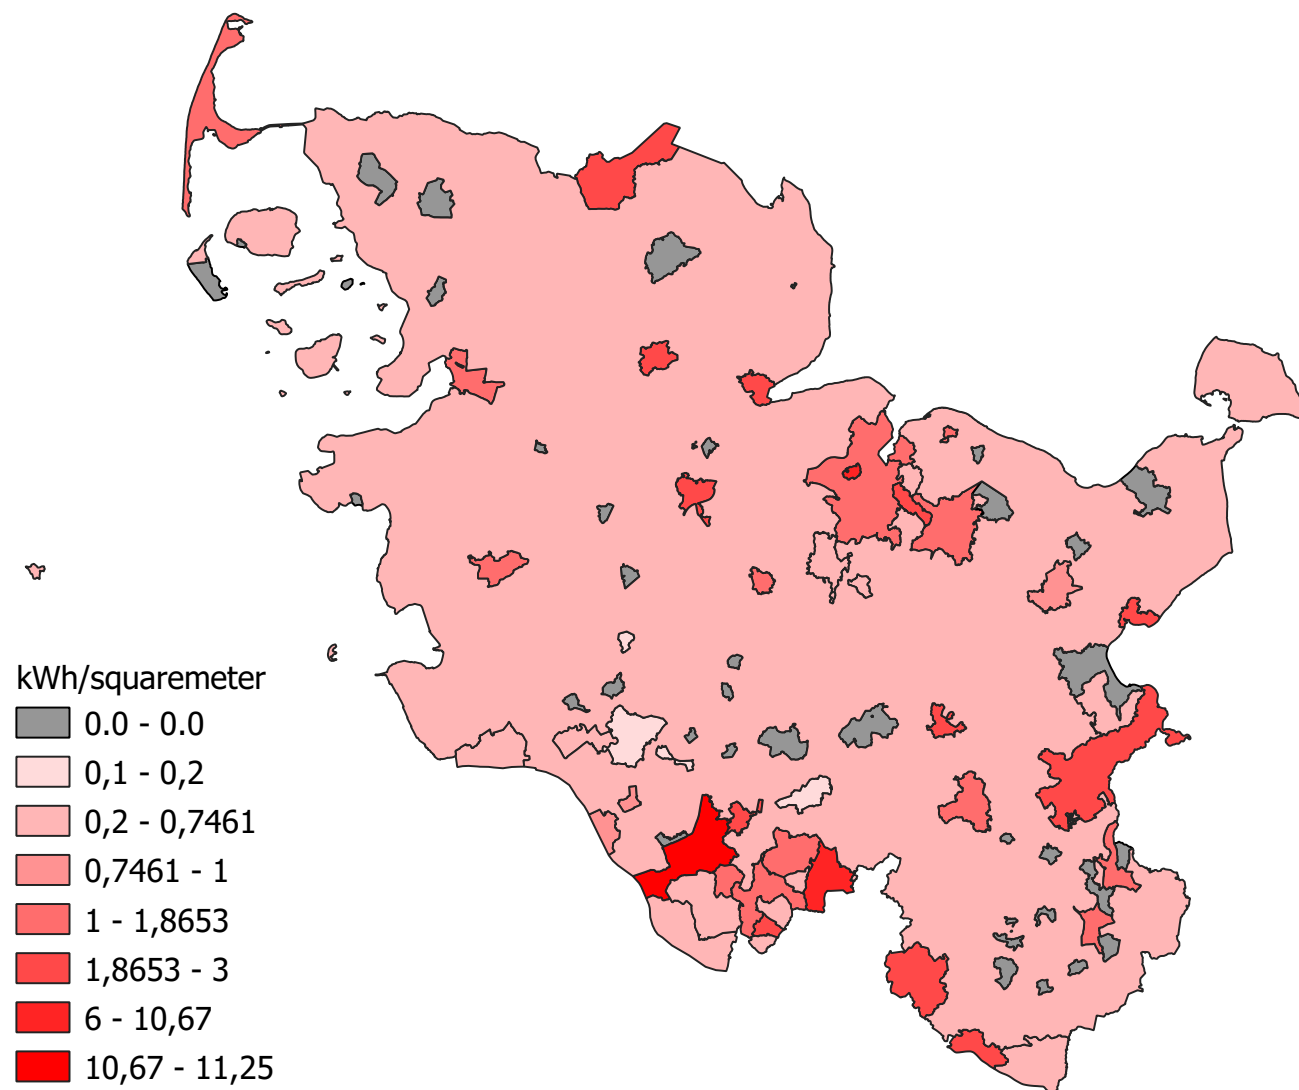 kWh/squaremeter
0.0 - 0.0
0,1 - 0,2
0,2 - 0,7461
0,7461 - 1
1 - 1,8653
1,8653 - 3
6 - 10,67
10,67 - 11,25